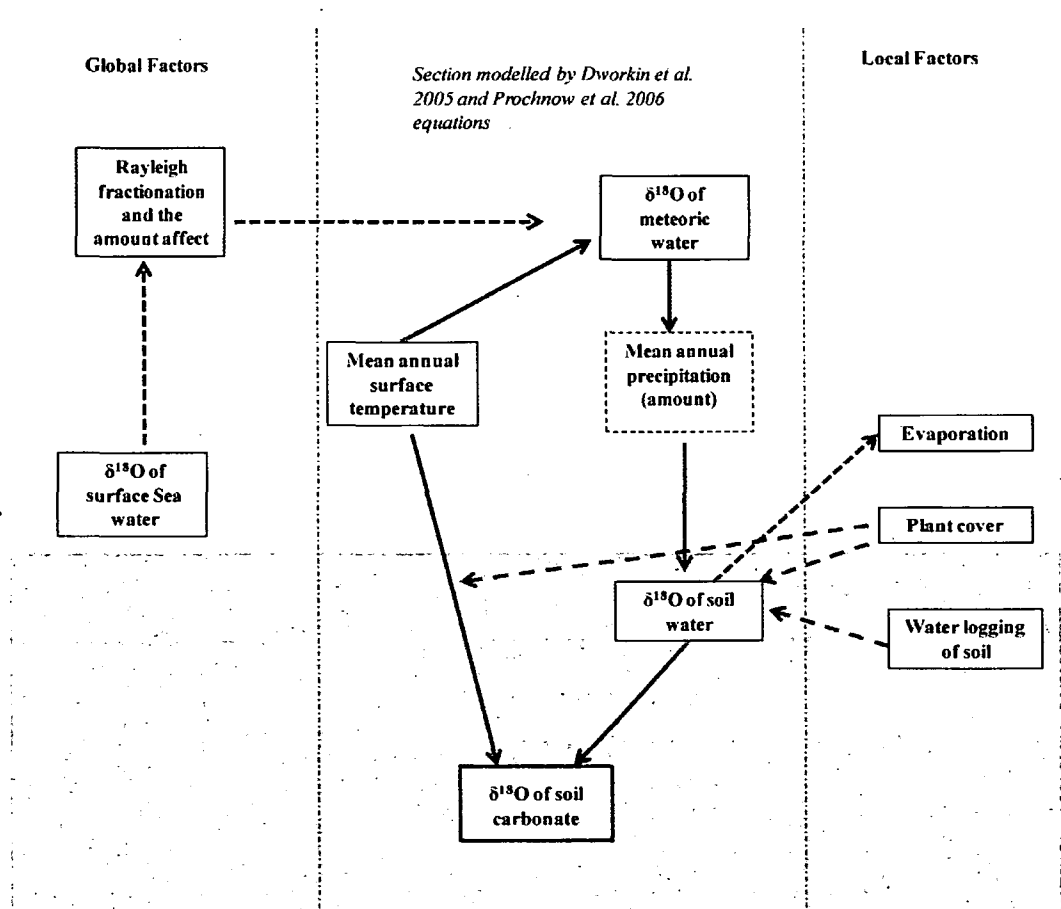 Global Factors
Section modelled by Dworkin et al.
2005 and Prochnow et al. 2006
equations
Local Factors
Rayleigh
fractionation
and the
amount affect
δ¹⁸O of
meteoric
water
Mean annual
surface
temperature
Mean annual
precipitation
(amount)
δ¹⁸O of
surface Sea
water
Evaporation
Plant cover
δ¹⁸O of soil
water
Water logging
of soil
δ¹⁸O of soil
carbonate